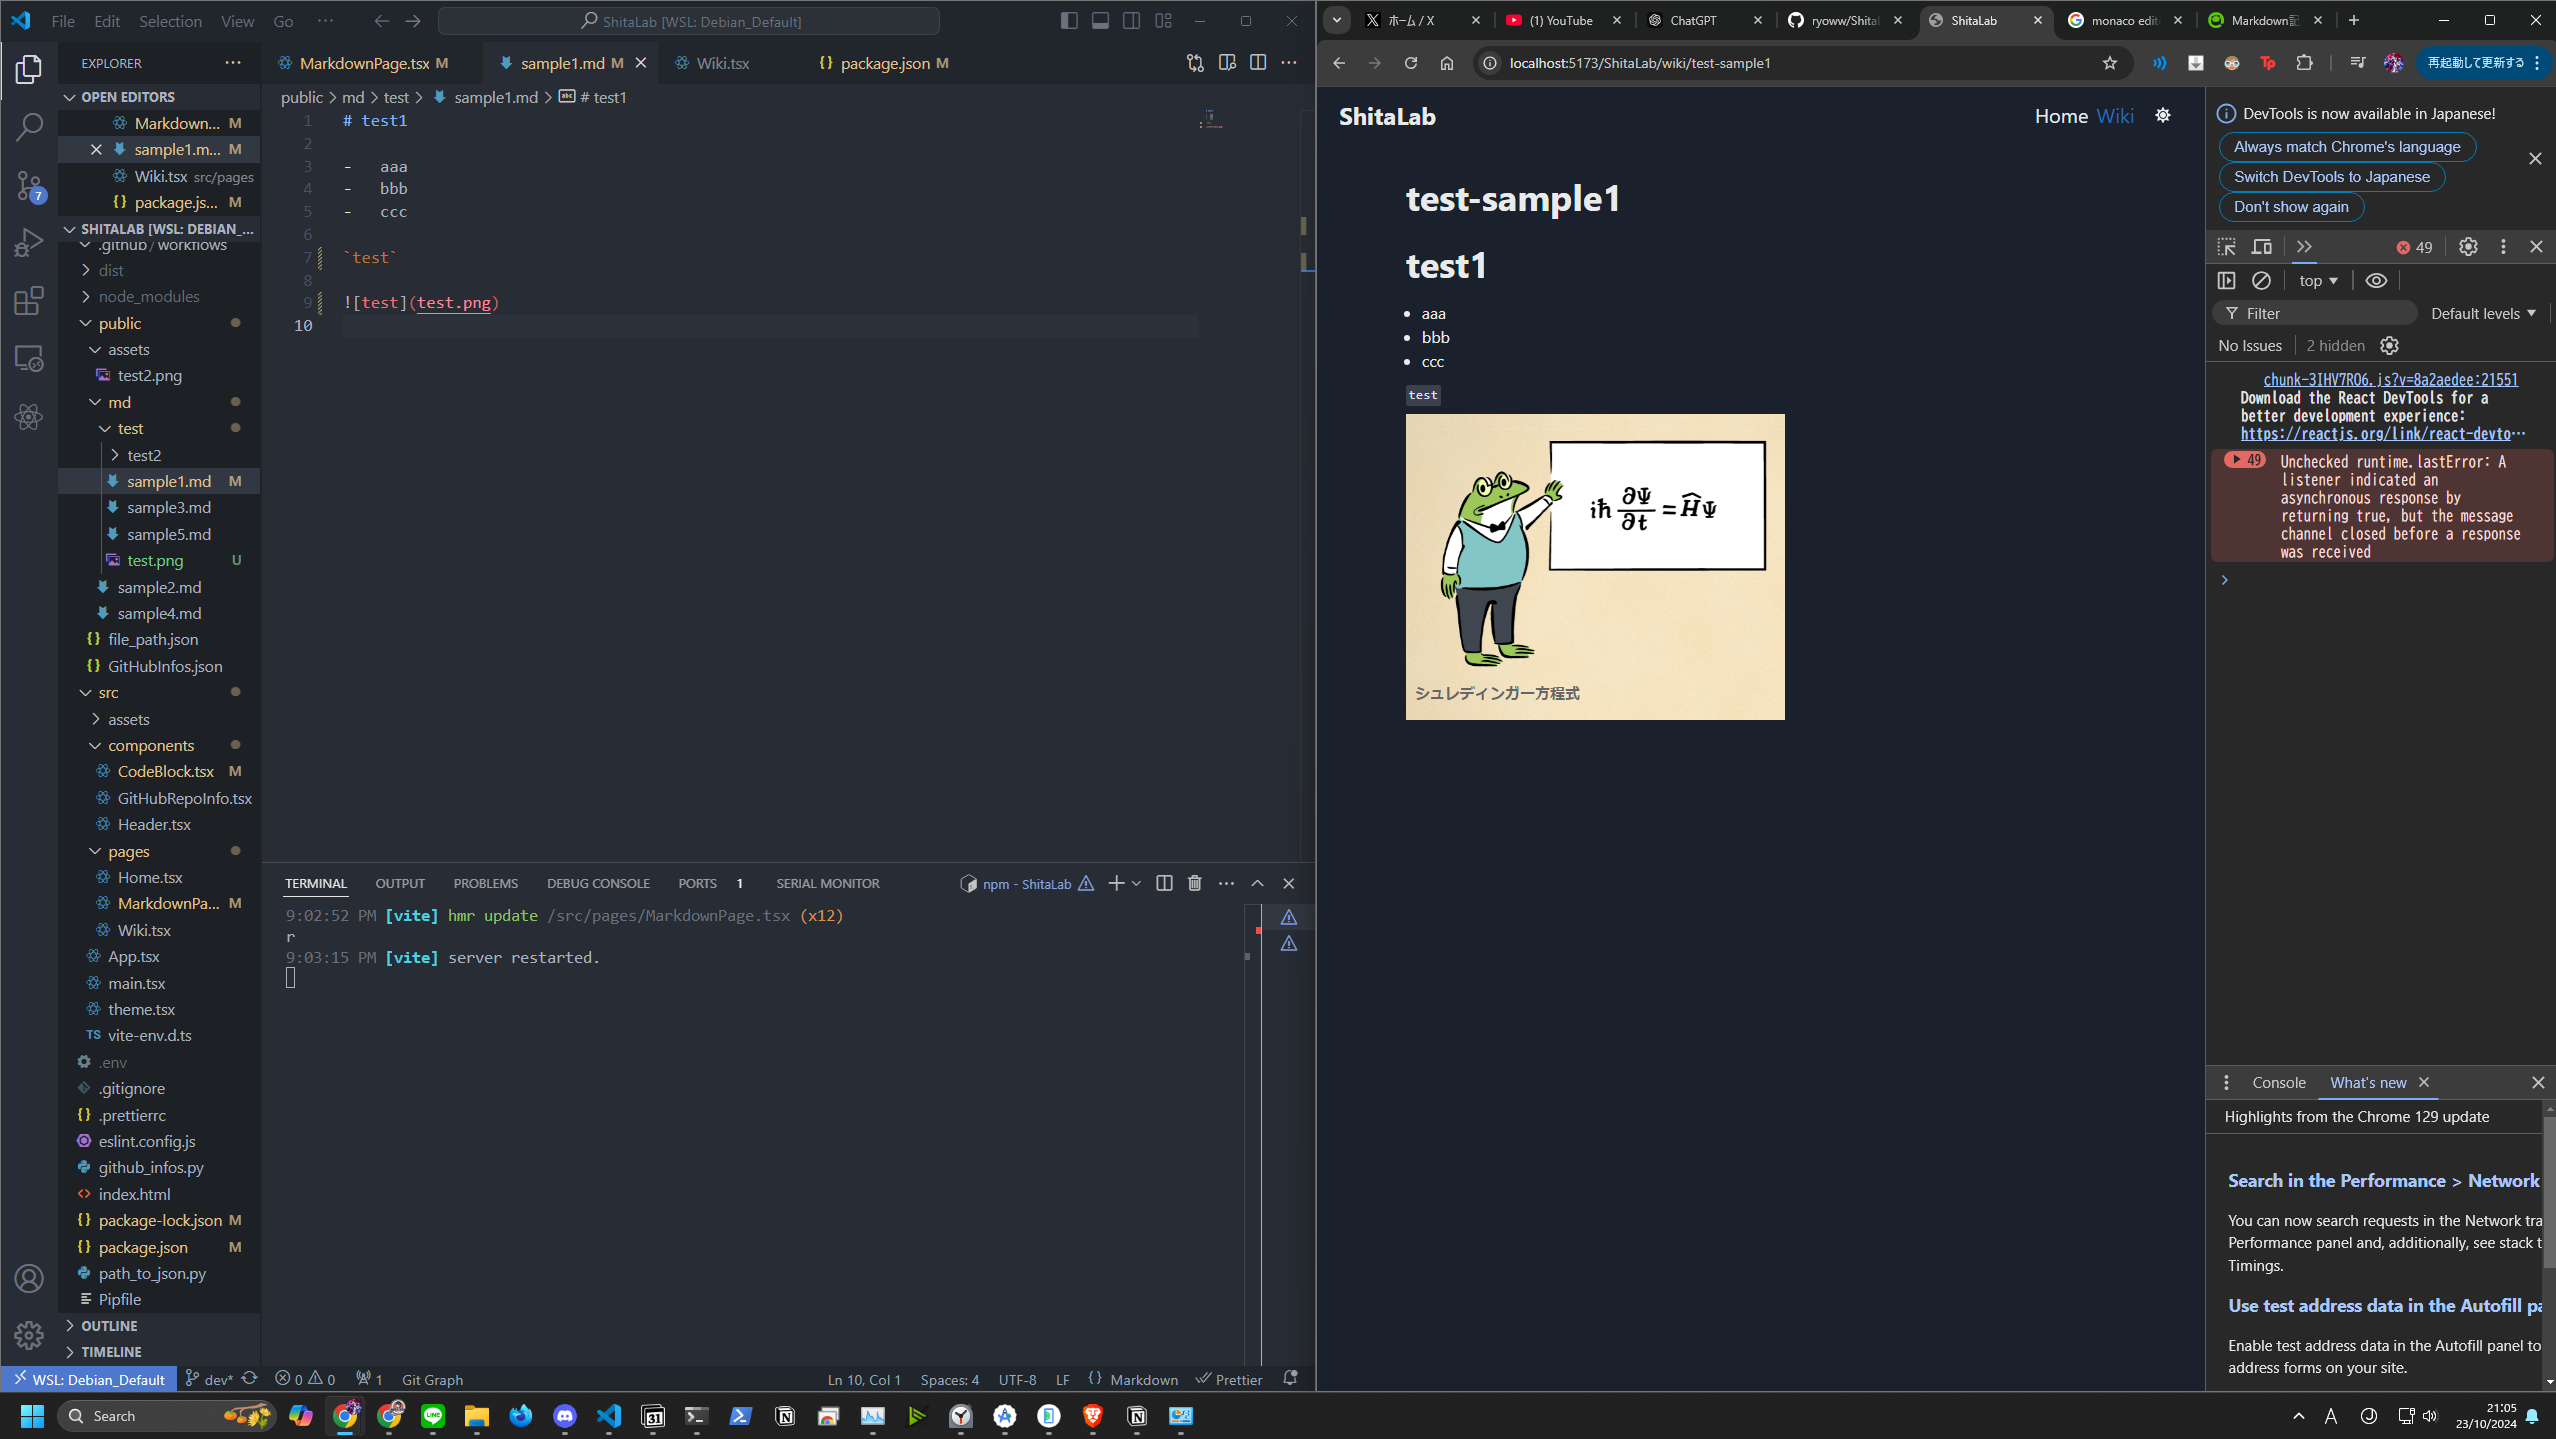 File Edit Selection View Go ···
ShitaLab [WSL: Debian_Default]
EXPLORER
OPEN EDITORS
Markdown... M
sample1.m... M
Wiki.tsx src/pages
package.js... M
SHITALAB [WSL: DEBIAN_...
.github / workflows
dist
node_modules
public
assets
test2.png
md
test
test2
sample1.md M
sample3.md
sample5.md
test.png U
sample2.md
sample4.md
file_path.json
GitHubInfos.json
src
assets
components
CodeBlock.tsx M
GitHubRepoInfo.tsx
Header.tsx
pages
Home.tsx
MarkdownPa... M
Wiki.tsx
App.tsx
main.tsx
theme.tsx
TS vite-env.d.ts
.env
.gitignore
.prettierrc
eslint.config.js
github_infos.py
index.html
package-lock.json M
package.json M
path_to_json.py
Pipfile
OUTLINE
TIMELINE
7
MarkdownPage.tsx M
sample1.md M
Wiki.tsx
package.json M
public > md > test > sample1.md > # test1
1 # test1
2
3 - aaa
4 - bbb
5 - ccc
6
7 `test`
8
9 ![test](test.png)
10
TERMINAL OUTPUT PROBLEMS DEBUG CONSOLE PORTS 1 SERIAL MONITOR
npm - ShitaLab
9:02:52 PM [vite] hmr update /src/pages/MarkdownPage.tsx (x12)
r
9:03:15 PM [vite] server restarted.
WSL: Debian_Default dev* 0 0 1 Git Graph
Ln 10, Col 1 Spaces: 4 UTF-8 LF {} Markdown Prettier
ホーム / X
(1) YouTube
ChatGPT
ryoww/ShitaL
ShitaLab
monaco edit
localhost:5173/ShitaLab/wiki/test-sample1
再起動して更新する
ShitaLab
Home Wiki
test-sample1
test1
aaa
bbb
ccc
test
iħ ∂Ψ/∂t = ĤΨ
シュレディンガー方程式
DevTools is now available in Japanese!
Always match Chrome's language
Switch DevTools to Japanese
Don't show again
49
top
Filter
Default levels
No Issues
2 hidden
chunk-3IHV7RO6.js?v=8a2aedee:21551
Download the React DevTools for a
better development experience:
https://reactjs.org/link/react-devto…
49 Unchecked runtime.lastError: A
listener indicated an
asynchronous response by
returning true, but the message
channel closed before a response
was received
Console What's new
Highlights from the Chrome 129 update
Search in the Performance > Network
You can now search requests in the Network tra
Performance panel and, additionally, see stack t
Timings.
Use test address data in the Autofill pa
Enable test address data in the Autofill panel to
address forms on your site.
Search
21:05
23/10/2024